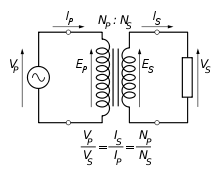 I_P N_P : N_S I_S
V_P E_P E_S V_S
V_P/V_S = I_S/I_P = N_P/N_S